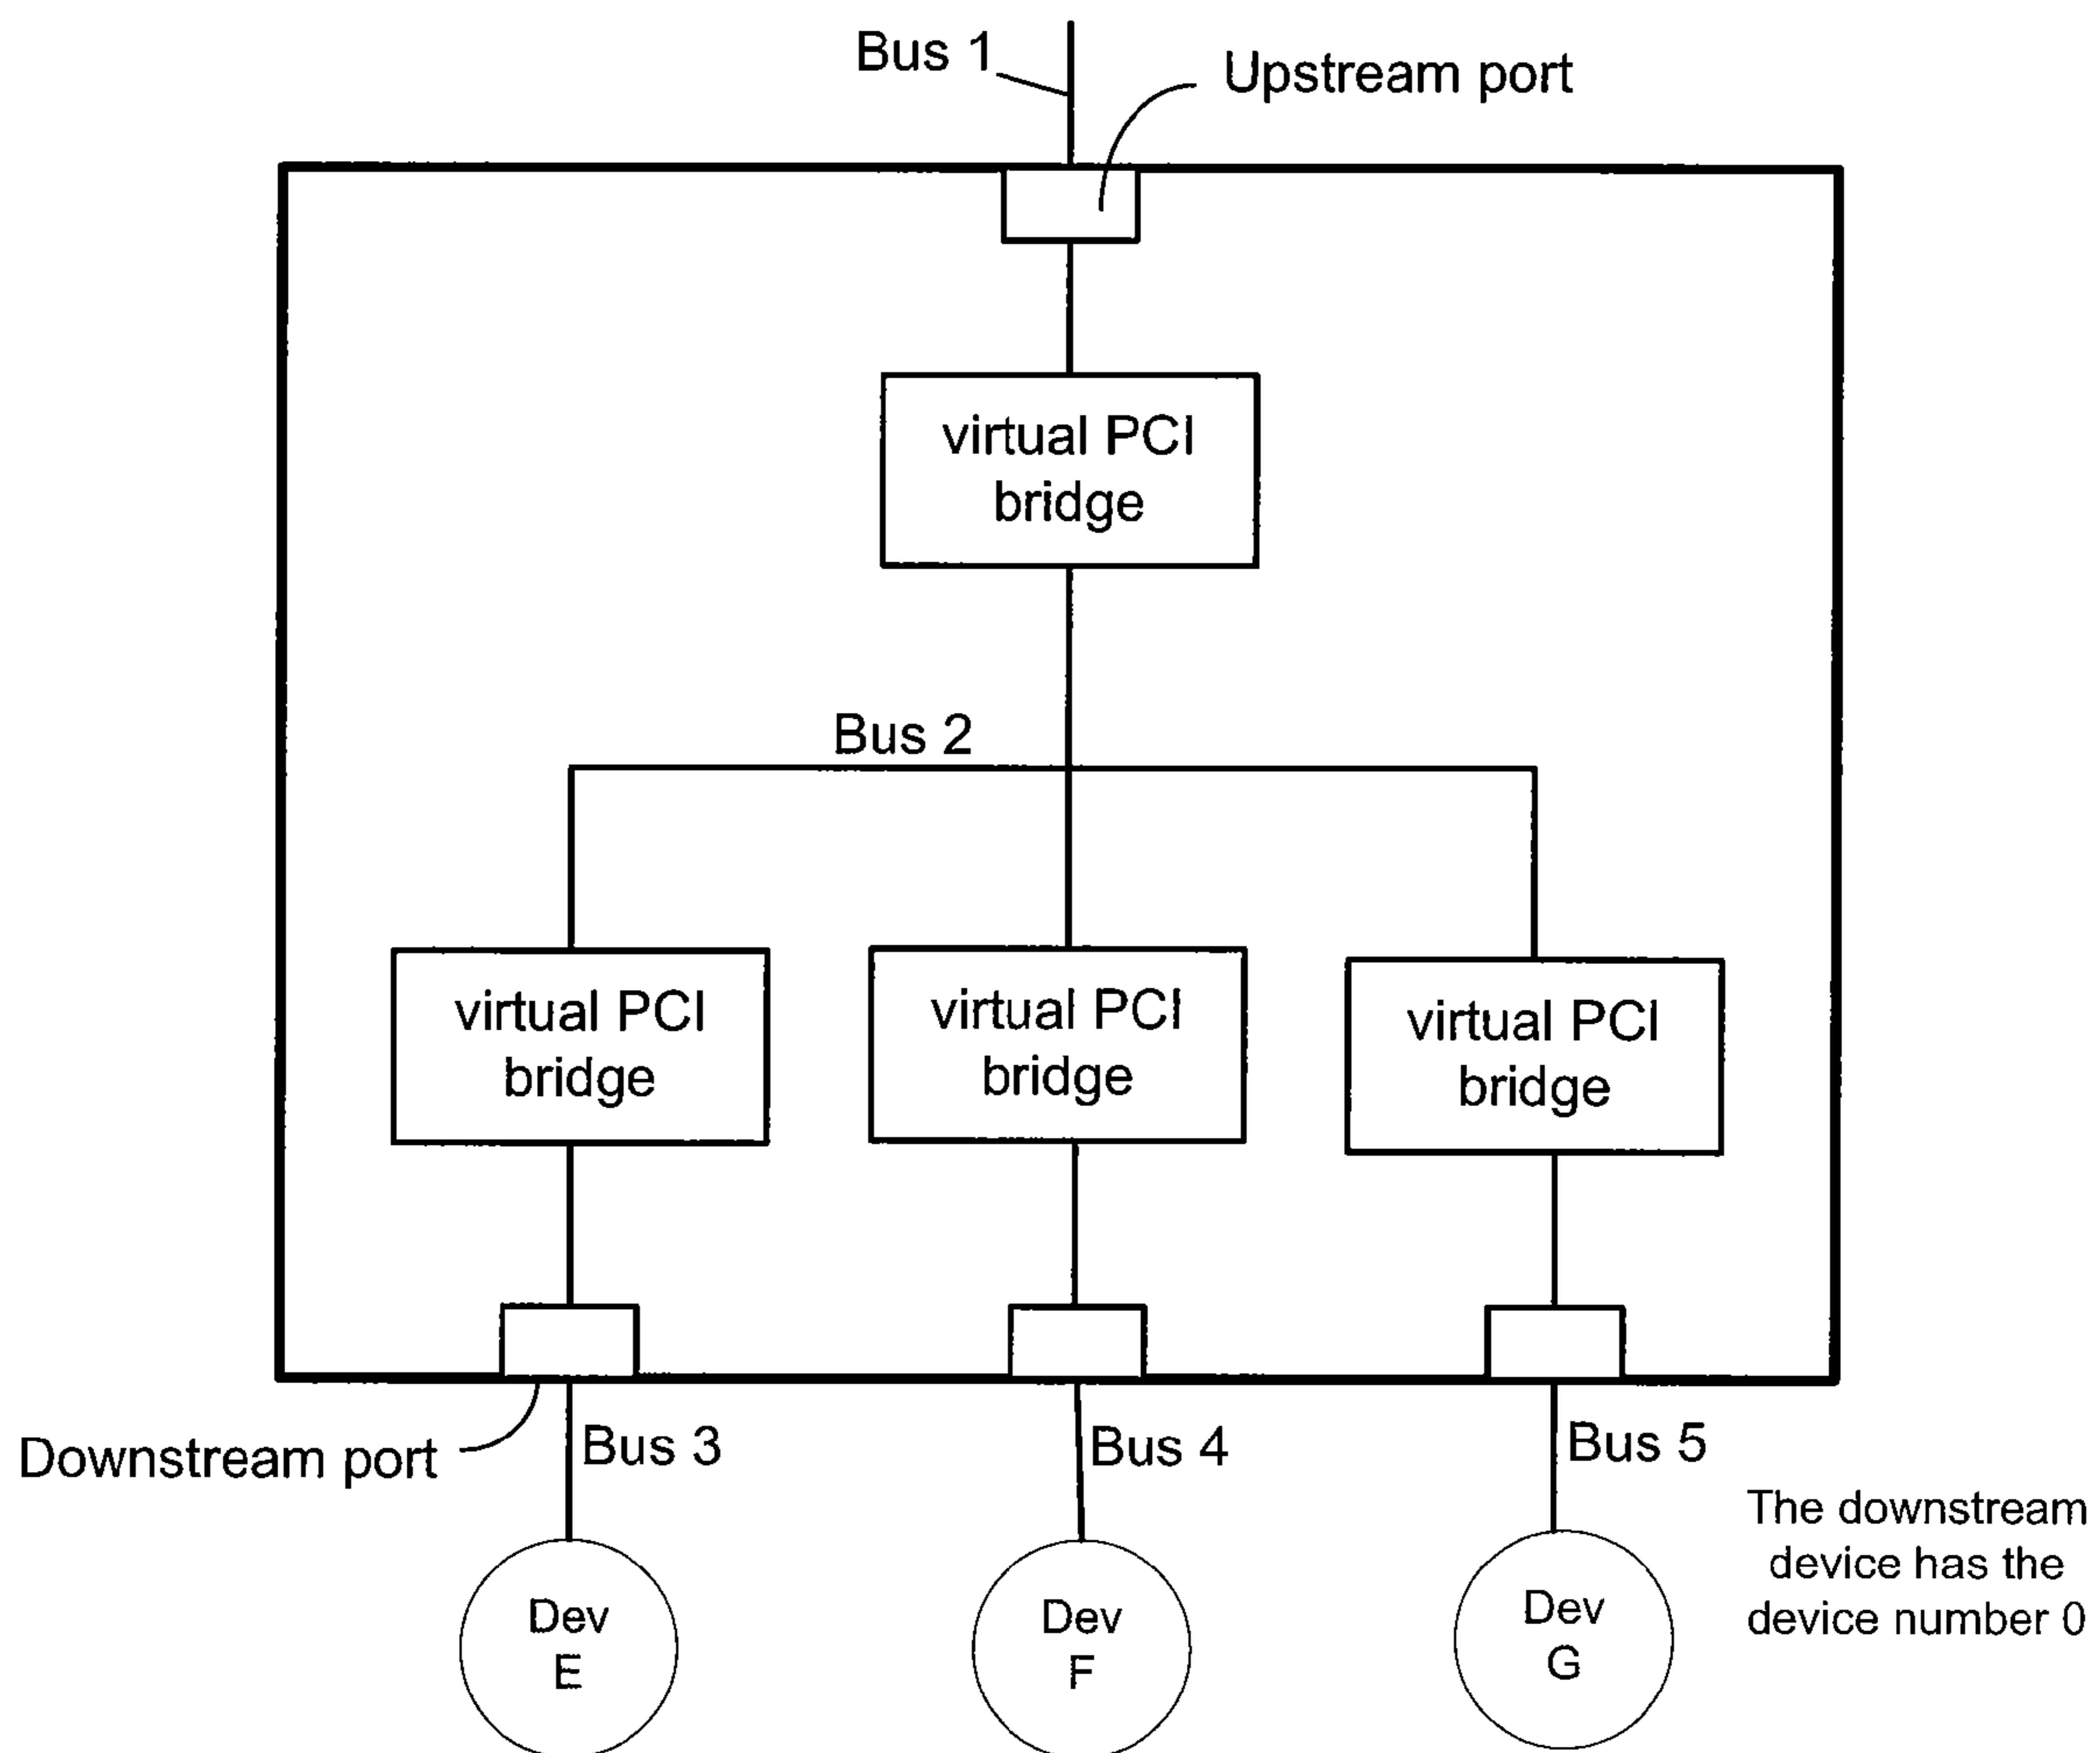 Bus 1
Upstream port
virtual PCI
bridge
Bus 2
virtual PCI
bridge
virtual PCI
bridge
virtual PCI
bridge
Downstream port
Bus 3
Bus 4
Bus 5
The downstream
device has the
device number 0
Dev
E
Dev
F
Dev
G